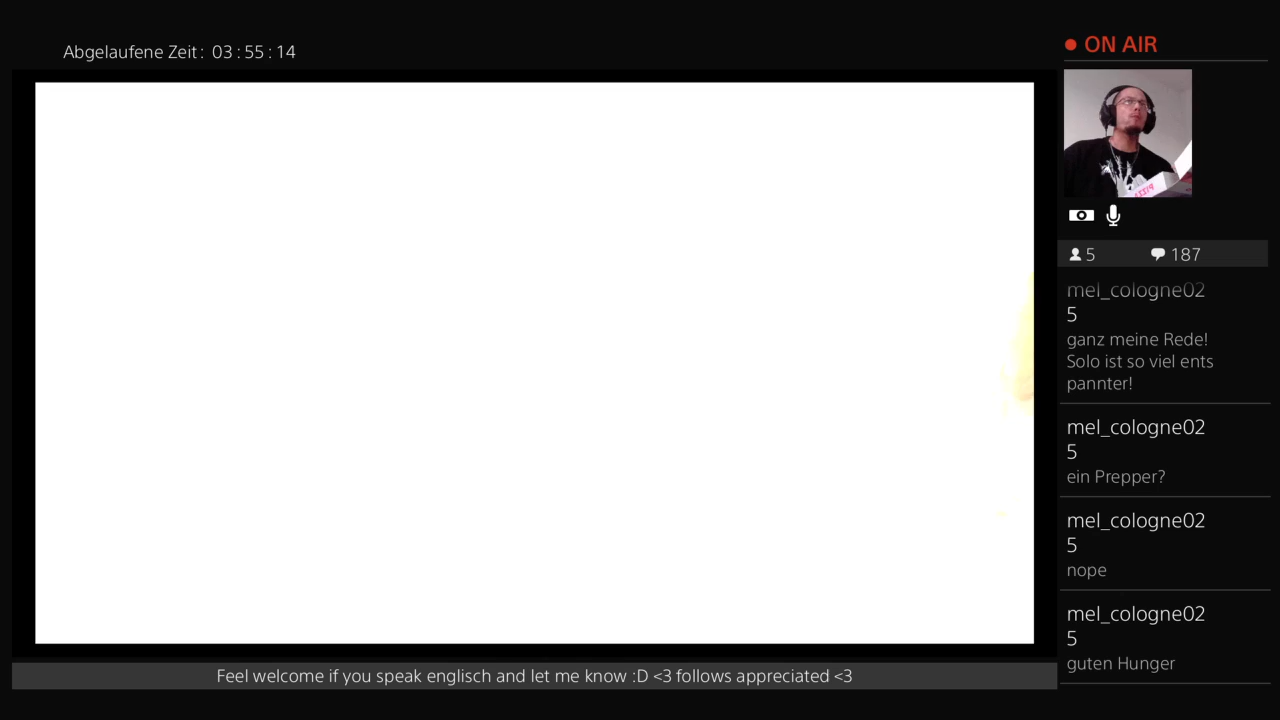 Abgelaufene Zeit: 03:55:14
ON AIR
5 187
mel_cologne02
5
ganz meine Rede!
Solo ist so viel ents
pannter!
mel_cologne02
5
ein Prepper?
mel_cologne02
5
nope
mel_cologne02
5
guten Hunger
Feel welcome if you speak englisch and let me know :D <3 follows appreciated <3